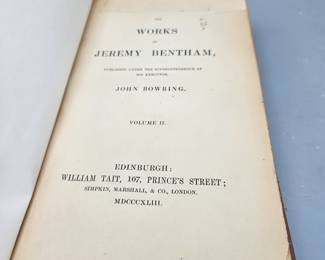 THE
WORKS
OF
JEREMY BENTHAM,
PUBLISHED UNDER THE SUPERINTENDENCE OF
HIS EXECUTOR,
JOHN BOWRING.
VOLUME II.
EDINBURGH:
WILLIAM TAIT, 107, PRINCE'S STREET;
SIMPKIN, MARSHALL, & CO., LONDON.
MDCCCXLIII.